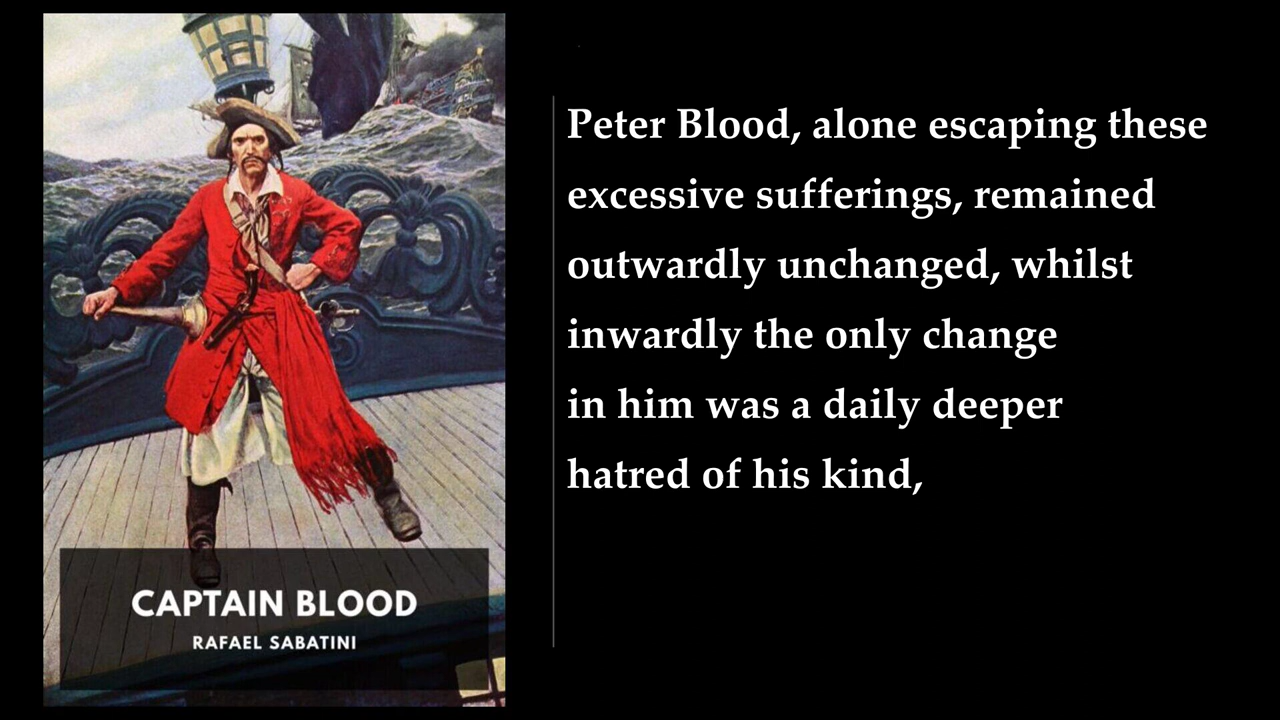 Peter Blood, alone escaping these
excessive sufferings, remained
outwardly unchanged, whilst
inwardly the only change
in him was a daily deeper
hatred of his kind,
CAPTAIN BLOOD
RAFAEL SABATINI